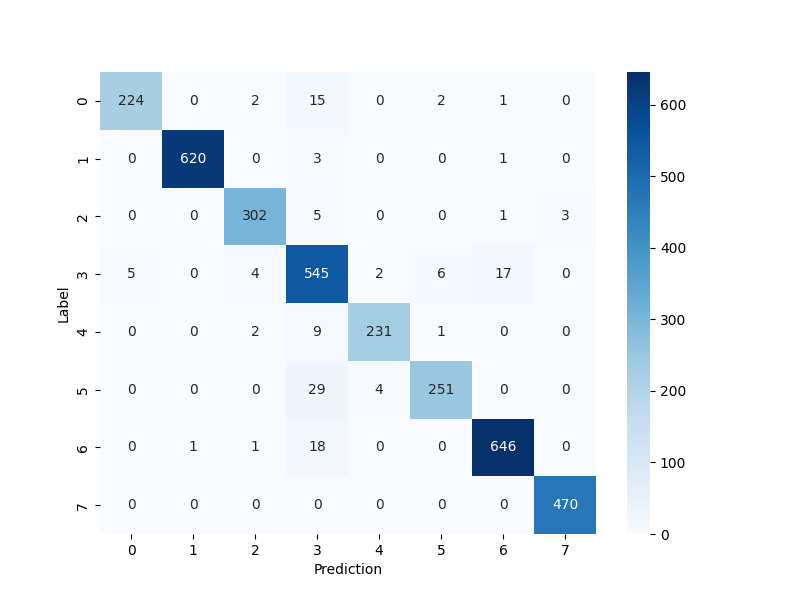 0 224 0 2 15 0 2 1 0
1 0 620 0 3 0 0 1 0
2 0 0 302 5 0 0 1 3
3 5 0 4 545 2 6 17 0
4 0 0 2 9 231 1 0 0
5 0 0 0 29 4 251 0 0
6 0 1 1 18 0 0 646 0
7 0 0 0 0 0 0 0 470
0 1 2 3 4 5 6 7
Prediction
Label
600
500
400
300
200
100
0